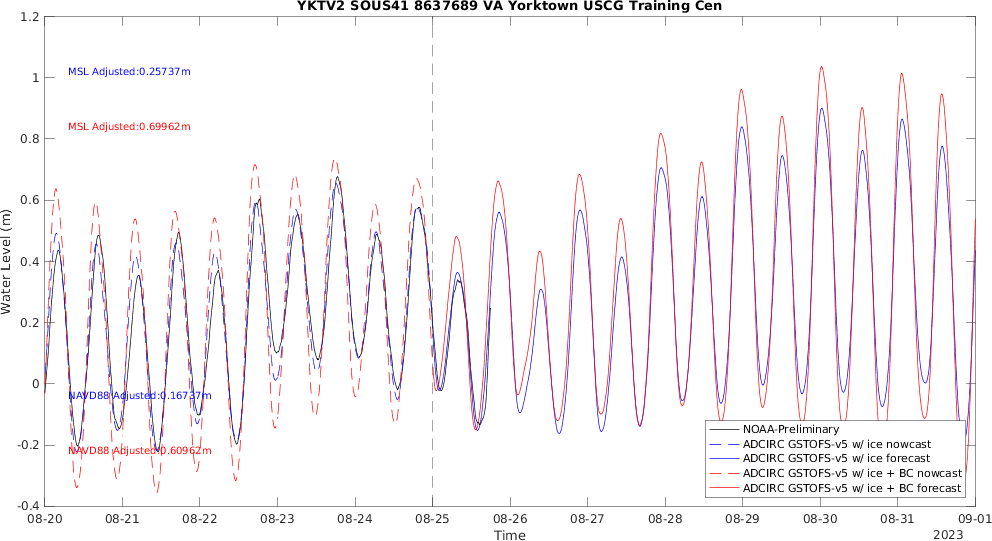 YKTV2 SOUS41 8637689 VA Yorktown USCG Training Cen
1.2
1
0.8
0.6
0.4
0.2
0
-0.2
-0.4
Water Level (m)
MSL Adjusted:0.25737m
MSL Adjusted:0.69962m
NAVD88 Adjusted:0.16737m
NAVD88 Adjusted:0.60962m
NOAA-Preliminary
ADCIRC GSTOFS-v5 w/ ice nowcast
ADCIRC GSTOFS-v5 w/ ice forecast
ADCIRC GSTOFS-v5 w/ ice + BC nowcast
ADCIRC GSTOFS-v5 w/ ice + BC forecast
08-20 08-21 08-22 08-23 08-24 08-25 08-26 08-27 08-28 08-29 08-30 08-31 09-01
Time
2023